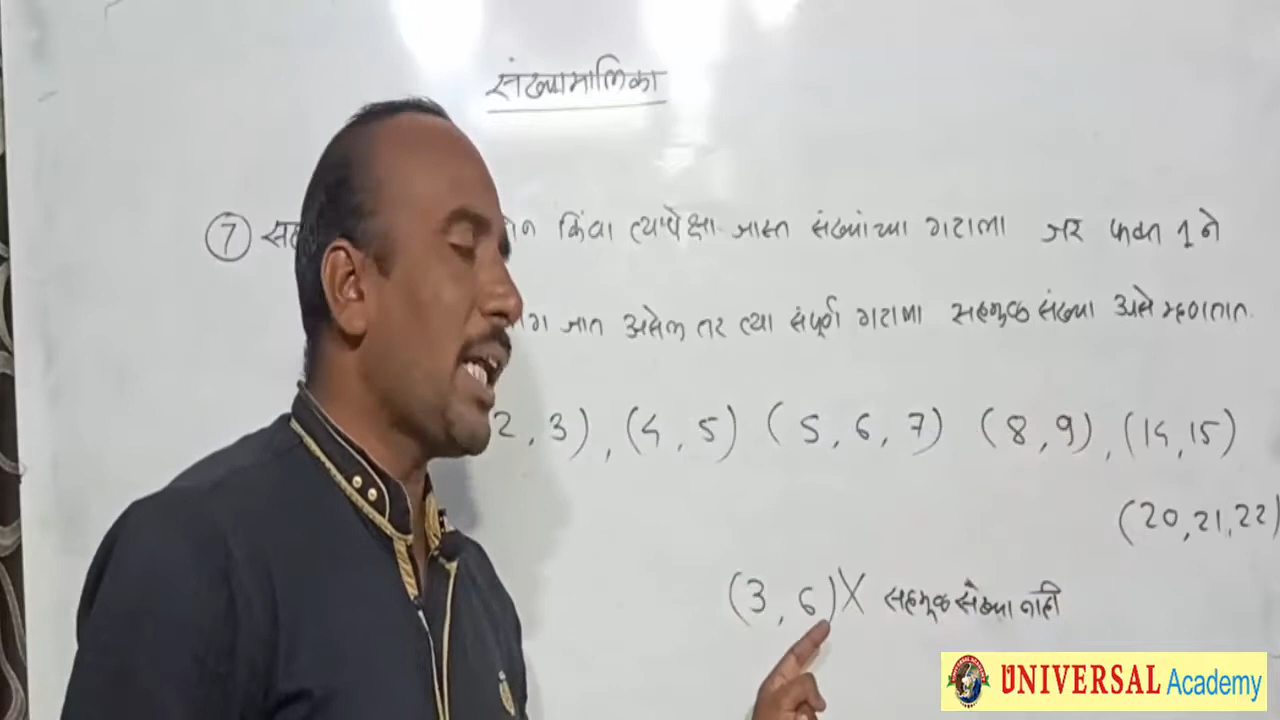 संख्यामालिका
7 किंवा त्यापेक्षा जास्त संख्यांच्या गटाला जर फक्त 1 ने
जात असेल तर त्या संपूर्ण गटाला सहमूळ संख्या असे म्हणतात.
2, 3), (4, 5) (5, 6, 7) (8, 9), (14, 15)
(20, 21, 22)
(3, 6) X सहमूळ संख्या नाही
UNIVERSAL Academy